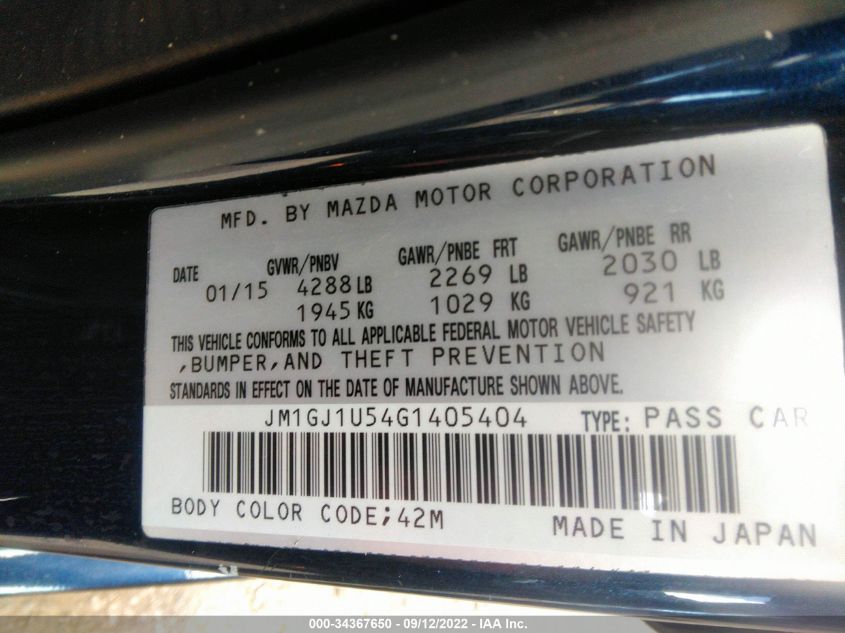 MFD. BY MAZDA MOTOR CORPORATION
DATE GVWR/PNBV GAWR/PNBE FRT GAWR/PNBE RR
01/15 4288 LB 2269 LB 2030 LB
1945 KG 1029 KG 921 KG
THIS VEHICLE CONFORMS TO ALL APPLICABLE FEDERAL MOTOR VEHICLE SAFETY
,BUMPER,AND THEFT PREVENTION
STANDARDS IN EFFECT ON THE DATE OF MANUFACTURE SHOWN ABOVE.
JM1GJ1U54G1405404 TYPE: PASS CAR
BODY COLOR CODE;42M MADE IN JAPAN
000-34367650 - 09/12/2022 - IAA Inc.